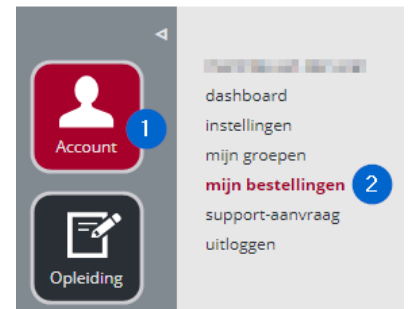 Account
1
Opleiding
dashboard
instellingen
mijn groepen
mijn bestellingen 2
support-aanvraag
uitloggen